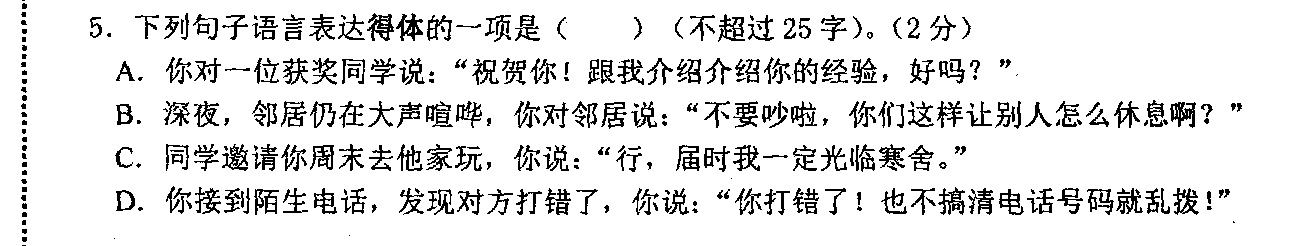 5．下列句子语言表达得体的一项是（　　）（不超过 25 字）。（2 分）
A．你对一位获奖同学说：“祝贺你！跟我介绍介绍你的经验，好吗？”
B．深夜，邻居仍在大声喧哗，你对邻居说：“不要吵啦，你们这样让别人怎么休息啊？”
C．同学邀请你周末去他家玩，你说：“行，届时我一定光临寒舍。”
D．你接到陌生电话，发现对方打错了，你说：“你打错了！也不搞清电话号码就乱拨!”